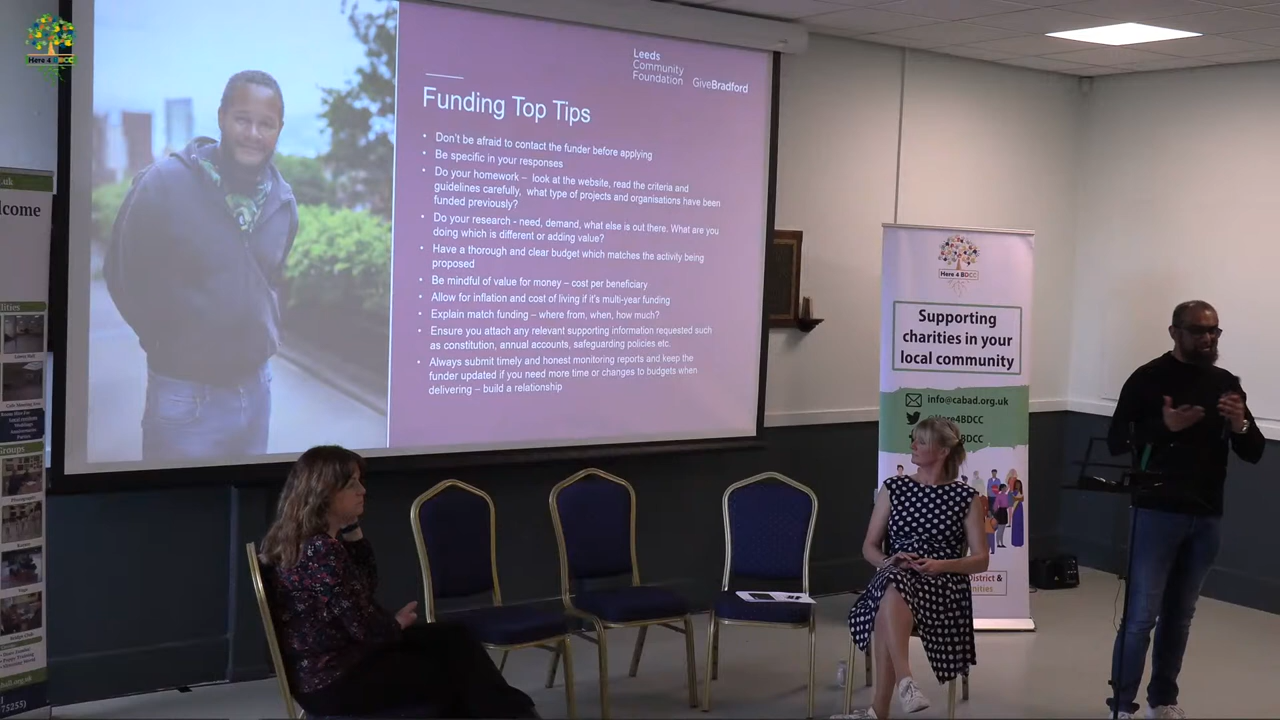 Here 4 BDCC
.uk
lcome
lities
Groups
75253)
Leeds
Community
Foundation
GiveBradford
Funding Top Tips
• Don't be afraid to contact the funder before applying
• Be specific in your responses
• Do your homework – look at the website, read the criteria and
guidelines carefully, what type of projects and organisations have been
funded previously?
• Do your research - need, demand, what else is out there. What are you
doing which is different or adding value?
• Have a thorough and clear budget which matches the activity being
proposed
• Be mindful of value for money – cost per beneficiary
• Allow for inflation and cost of living if it's multi-year funding
• Explain match funding – where from, when, how much?
• Ensure you attach any relevant supporting information requested such
as constitution, annual accounts, safeguarding policies etc.
• Always submit timely and honest monitoring reports and keep the
funder updated if you need more time or changes to budgets when
delivering – build a relationship
Here 4 BDCC
Supporting
charities in your
local community
info@cabad.org.uk
@Here4BDCC
BDCC
District &
nities